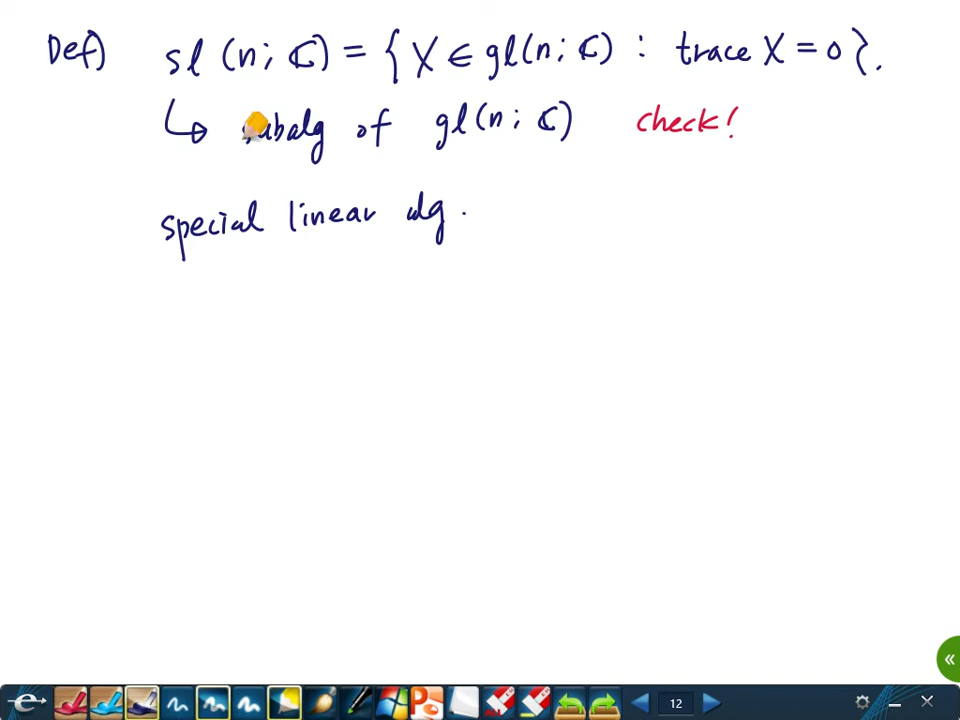 Def) sl(n; ℂ) = { X ∈ gl(n; ℂ) : trace X = 0 }.
↳ subalg of gl(n; ℂ) check!
special linear alg.
12